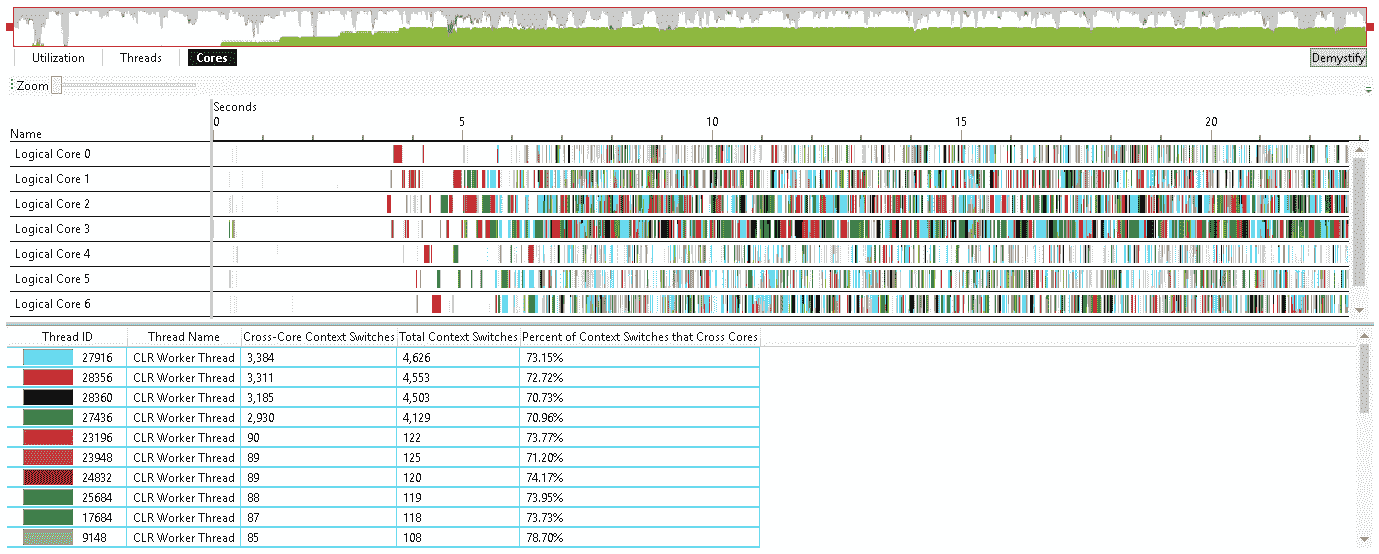 Utilization Threads Cores Demystify
Zoom
Seconds
Name 0 5 10 15 20
Logical Core 0
Logical Core 1
Logical Core 2
Logical Core 3
Logical Core 4
Logical Core 5
Logical Core 6
Thread ID Thread Name Cross-Core Context Switches Total Context Switches Percent of Context Switches that Cross Cores
27916 CLR Worker Thread 3,384 4,626 73.15%
28356 CLR Worker Thread 3,311 4,553 72.72%
28360 CLR Worker Thread 3,185 4,503 70.73%
27436 CLR Worker Thread 2,930 4,129 70.96%
23196 CLR Worker Thread 90 122 73.77%
23948 CLR Worker Thread 89 125 71.20%
24832 CLR Worker Thread 89 120 74.17%
25684 CLR Worker Thread 88 119 73.95%
17684 CLR Worker Thread 87 118 73.73%
9148 CLR Worker Thread 85 108 78.70%